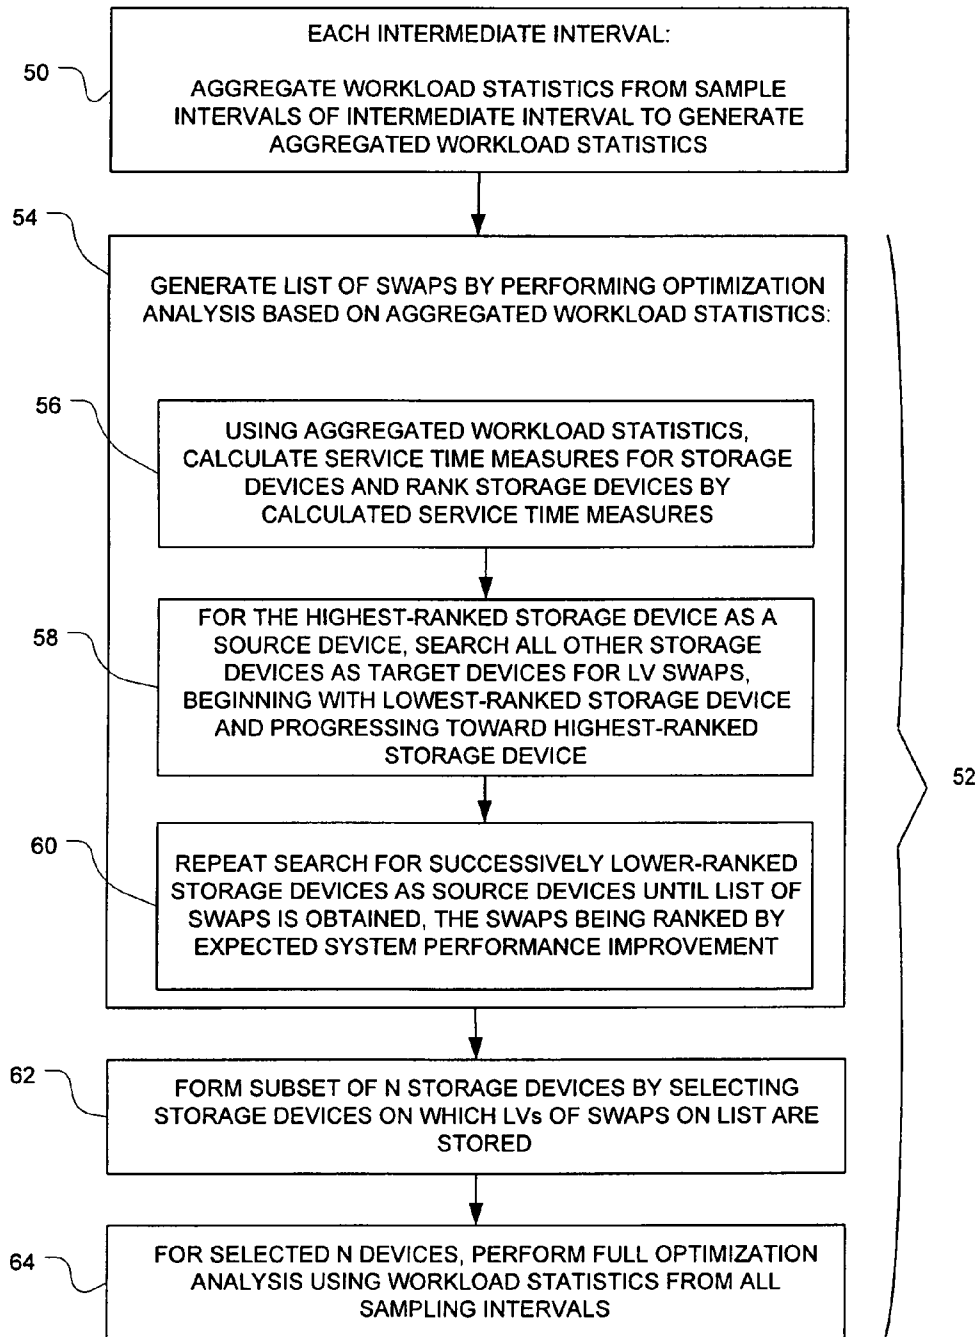 EACH INTERMEDIATE INTERVAL:
50
AGGREGATE WORKLOAD STATISTICS FROM SAMPLE
INTERVALS OF INTERMEDIATE INTERVAL TO GENERATE
AGGREGATED WORKLOAD STATISTICS
54
GENERATE LIST OF SWAPS BY PERFORMING OPTIMIZATION
ANALYSIS BASED ON AGGREGATED WORKLOAD STATISTICS:
56
USING AGGREGATED WORKLOAD STATISTICS,
CALCULATE SERVICE TIME MEASURES FOR STORAGE
DEVICES AND RANK STORAGE DEVICES BY
CALCULATED SERVICE TIME MEASURES
58
FOR THE HIGHEST-RANKED STORAGE DEVICE AS A
SOURCE DEVICE, SEARCH ALL OTHER STORAGE
DEVICES AS TARGET DEVICES FOR LV SWAPS,
BEGINNING WITH LOWEST-RANKED STORAGE DEVICE
AND PROGRESSING TOWARD HIGHEST-RANKED
STORAGE DEVICE
52
60
REPEAT SEARCH FOR SUCCESSIVELY LOWER-RANKED
STORAGE DEVICES AS SOURCE DEVICES UNTIL LIST OF
SWAPS IS OBTAINED, THE SWAPS BEING RANKED BY
EXPECTED SYSTEM PERFORMANCE IMPROVEMENT
62
FORM SUBSET OF N STORAGE DEVICES BY SELECTING
STORAGE DEVICES ON WHICH LVs OF SWAPS ON LIST ARE
STORED
64
FOR SELECTED N DEVICES, PERFORM FULL OPTIMIZATION
ANALYSIS USING WORKLOAD STATISTICS FROM ALL
SAMPLING INTERVALS